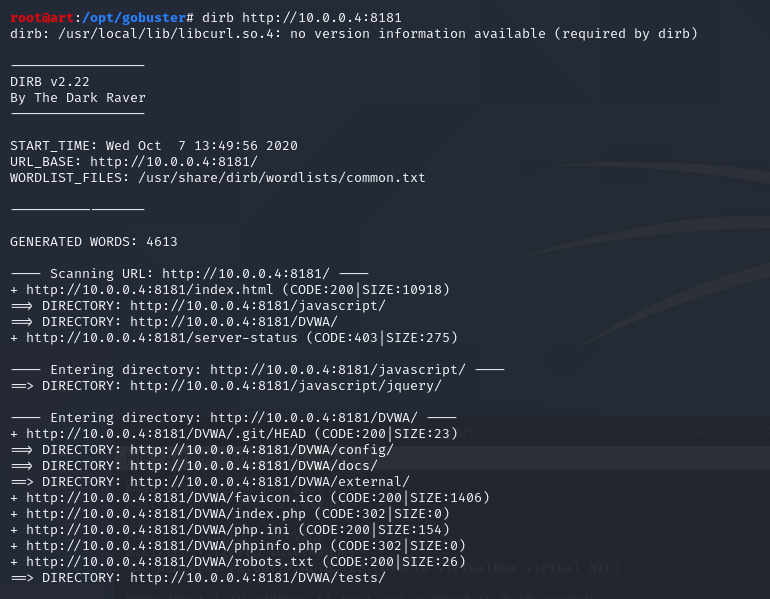 root@art:/opt/gobuster# dirb http://10.0.0.4:8181
dirb: /usr/local/lib/libcurl.so.4: no version information available (required by dirb)
-----------------
DIRB v2.22
By The Dark Raver
-----------------
START_TIME: Wed Oct  7 13:49:56 2020
URL_BASE: http://10.0.0.4:8181/
WORDLIST_FILES: /usr/share/dirb/wordlists/common.txt
-----------------
GENERATED WORDS: 4613
---- Scanning URL: http://10.0.0.4:8181/ ----
+ http://10.0.0.4:8181/index.html (CODE:200|SIZE:10918)
==> DIRECTORY: http://10.0.0.4:8181/javascript/
==> DIRECTORY: http://10.0.0.4:8181/DVWA/
+ http://10.0.0.4:8181/server-status (CODE:403|SIZE:275)
---- Entering directory: http://10.0.0.4:8181/javascript/ ----
==> DIRECTORY: http://10.0.0.4:8181/javascript/jquery/
---- Entering directory: http://10.0.0.4:8181/DVWA/ ----
+ http://10.0.0.4:8181/DVWA/.git/HEAD (CODE:200|SIZE:23)
==> DIRECTORY: http://10.0.0.4:8181/DVWA/config/
==> DIRECTORY: http://10.0.0.4:8181/DVWA/docs/
==> DIRECTORY: http://10.0.0.4:8181/DVWA/external/
+ http://10.0.0.4:8181/DVWA/favicon.ico (CODE:200|SIZE:1406)
+ http://10.0.0.4:8181/DVWA/index.php (CODE:302|SIZE:0)
+ http://10.0.0.4:8181/DVWA/php.ini (CODE:200|SIZE:154)
+ http://10.0.0.4:8181/DVWA/phpinfo.php (CODE:302|SIZE:0)
+ http://10.0.0.4:8181/DVWA/robots.txt (CODE:200|SIZE:26)
VirtualBox virtual NIC)
==> DIRECTORY: http://10.0.0.4:8181/DVWA/tests/